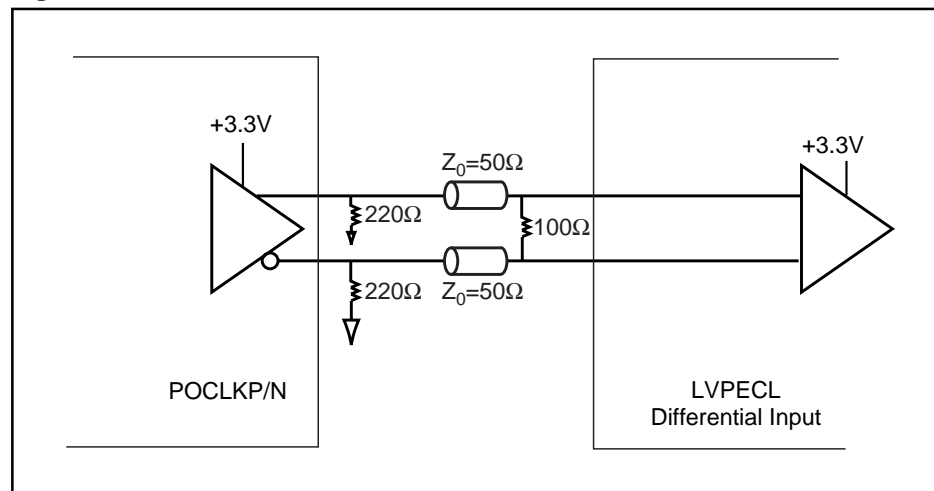 +3.3V
Z₀=50Ω
+3.3V
220Ω
100Ω
220Ω
Z₀=50Ω
POCLKP/N
LVPECL
Differential Input